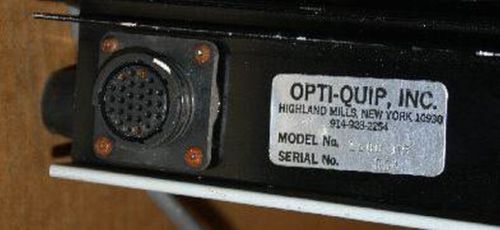 OPTI-QUIP, INC.
HIGHLAND MILLS, NEW YORK 10930
914-928-2254
MODEL No.
SERIAL No.